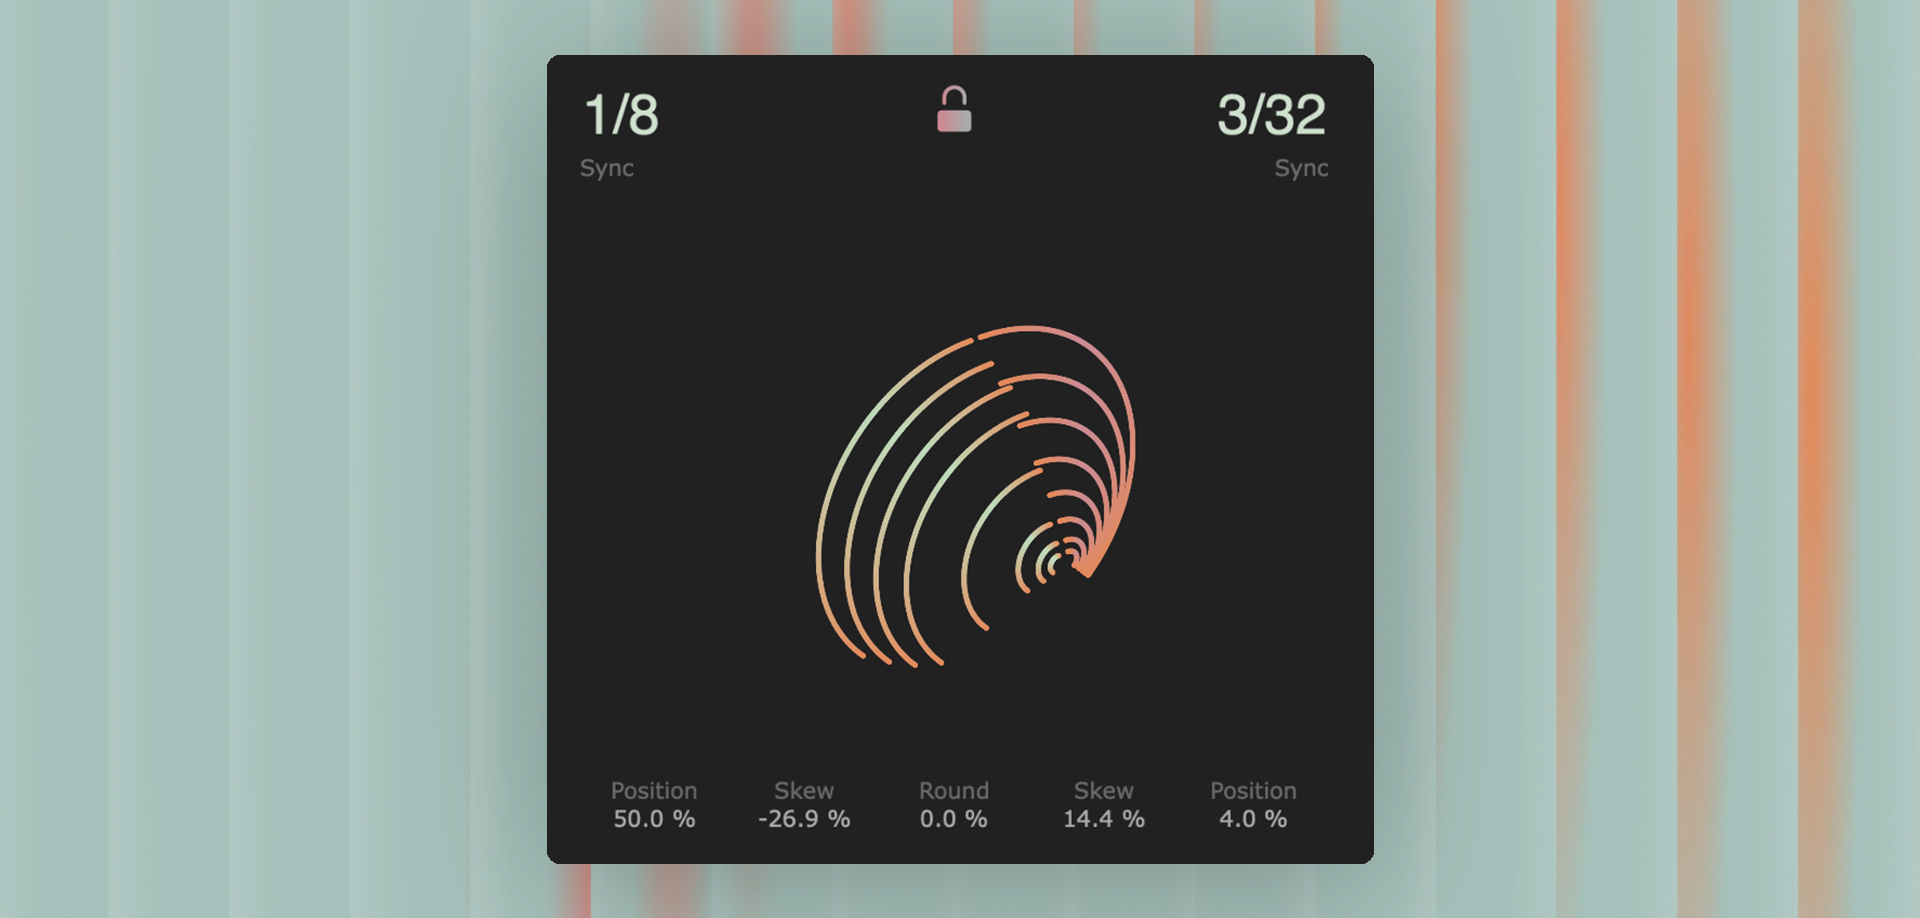 1/8 3/32
Sync Sync
Position Skew Round Skew Position
50.0 % -26.9 % 0.0 % 14.4 % 4.0 %